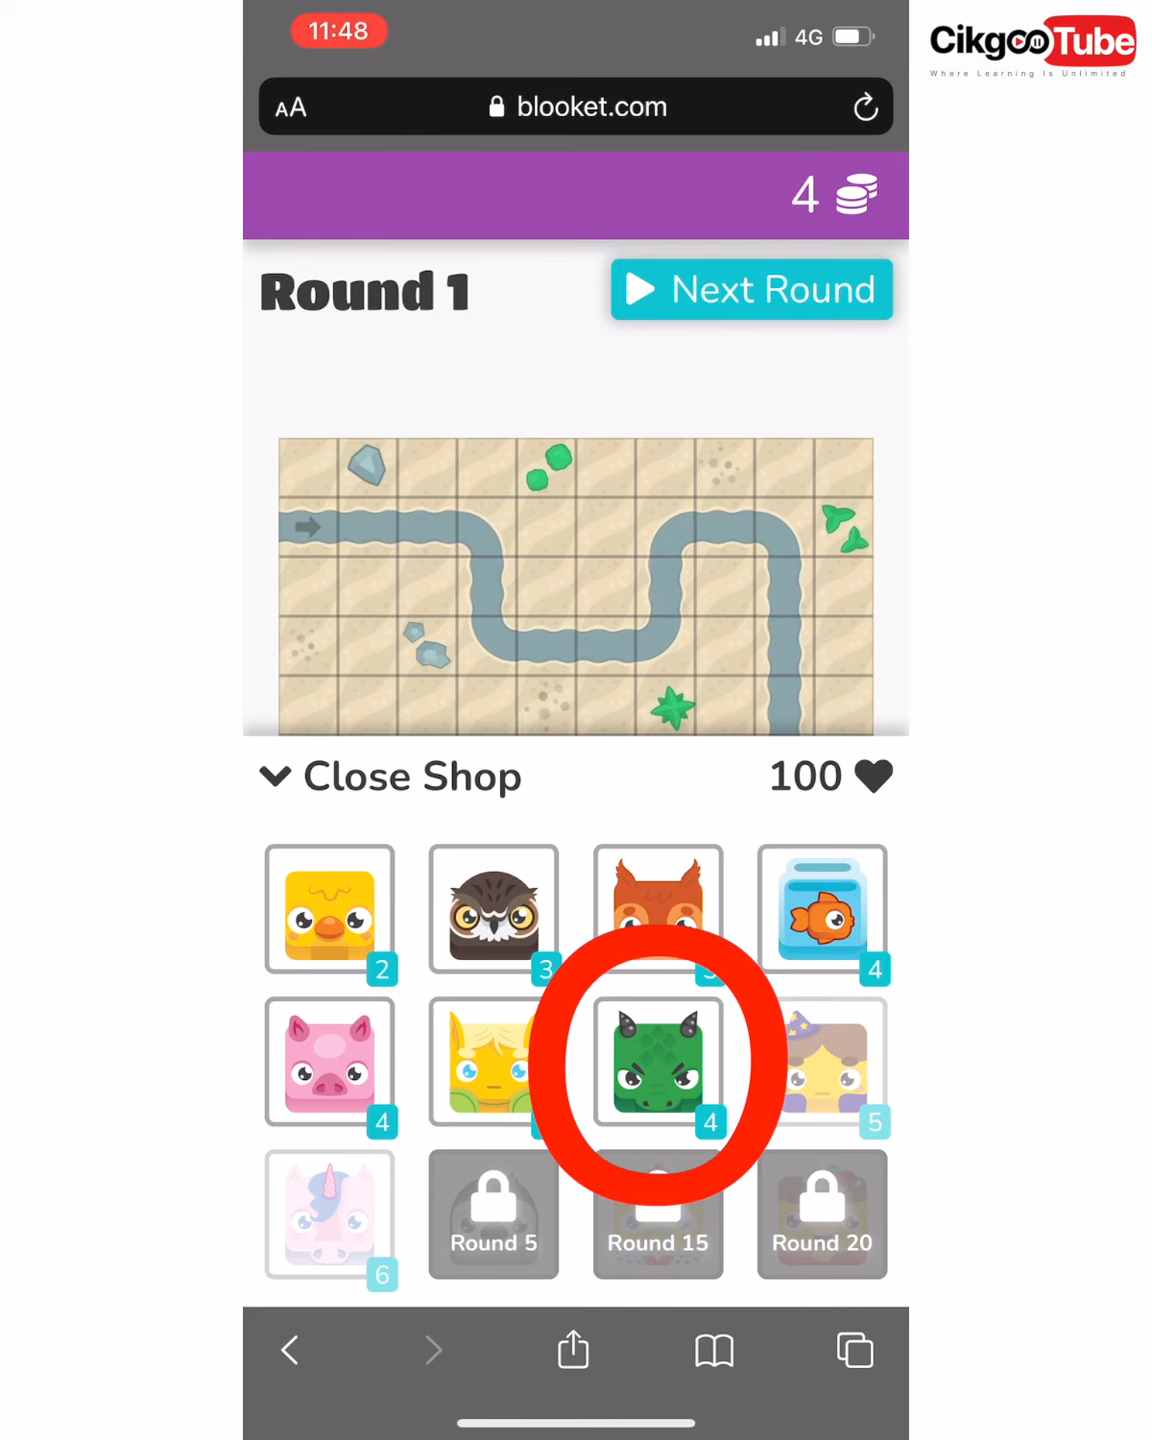 11:48
4G
CikgooTube
Where Learning Is Unlimited
AA
blooket.com
4
Round 1
Next Round
Close Shop
100
2
3
4
4
4
5
6
Round 5
Round 15
Round 20